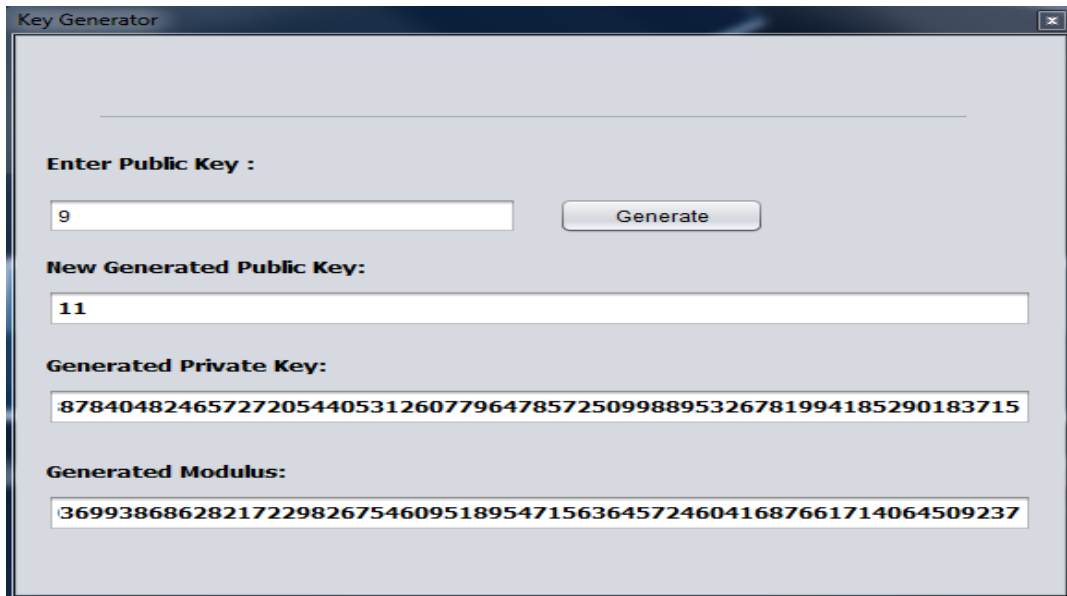 Key Generator
Enter Public Key :
9
Generate
New Generated Public Key:
11
Generated Private Key:
87840482465727205440531260779647857250998895326781994185290183715
Generated Modulus:
36993868628217229826754609518954715636457246041687661714064509237